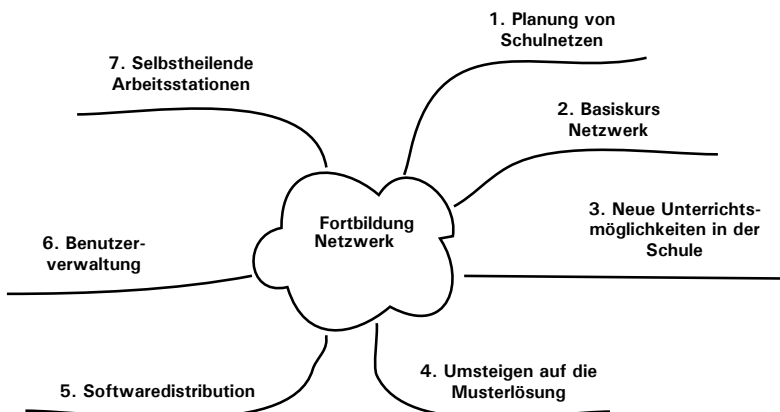 1. Planung von
Schulnetzen
2. Basiskurs
Netzwerk
3. Neue Unterrichts-
möglichkeiten in der
Schule
4. Umsteigen auf die
Musterlösung
5. Softwaredistribution
6. Benutzer-
verwaltung
7. Selbstheilende
Arbeitsstationen
Fortbildung
Netzwerk